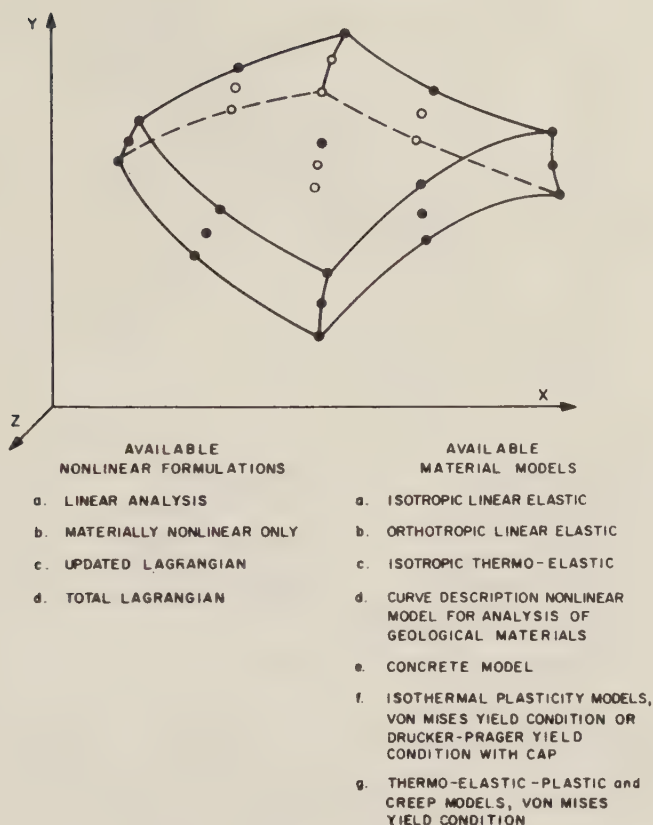 Y
X
Z
AVAILABLE
NONLINEAR FORMULATIONS
a. LINEAR ANALYSIS
b. MATERIALLY NONLINEAR ONLY
c. UPDATED LAGRANGIAN
d. TOTAL LAGRANGIAN
AVAILABLE
MATERIAL MODELS
a. ISOTROPIC LINEAR ELASTIC
b. ORTHOTROPIC LINEAR ELASTIC
c. ISOTROPIC THERMO-ELASTIC
d. CURVE DESCRIPTION NONLINEAR
MODEL FOR ANALYSIS OF
GEOLOGICAL MATERIALS
e. CONCRETE MODEL
f. ISOTHERMAL PLASTICITY MODELS,
VON MISES YIELD CONDITION OR
DRUCKER-PRAGER YIELD
CONDITION WITH CAP
g. THERMO-ELASTIC-PLASTIC and
CREEP MODELS, VON MISES
YIELD CONDITION